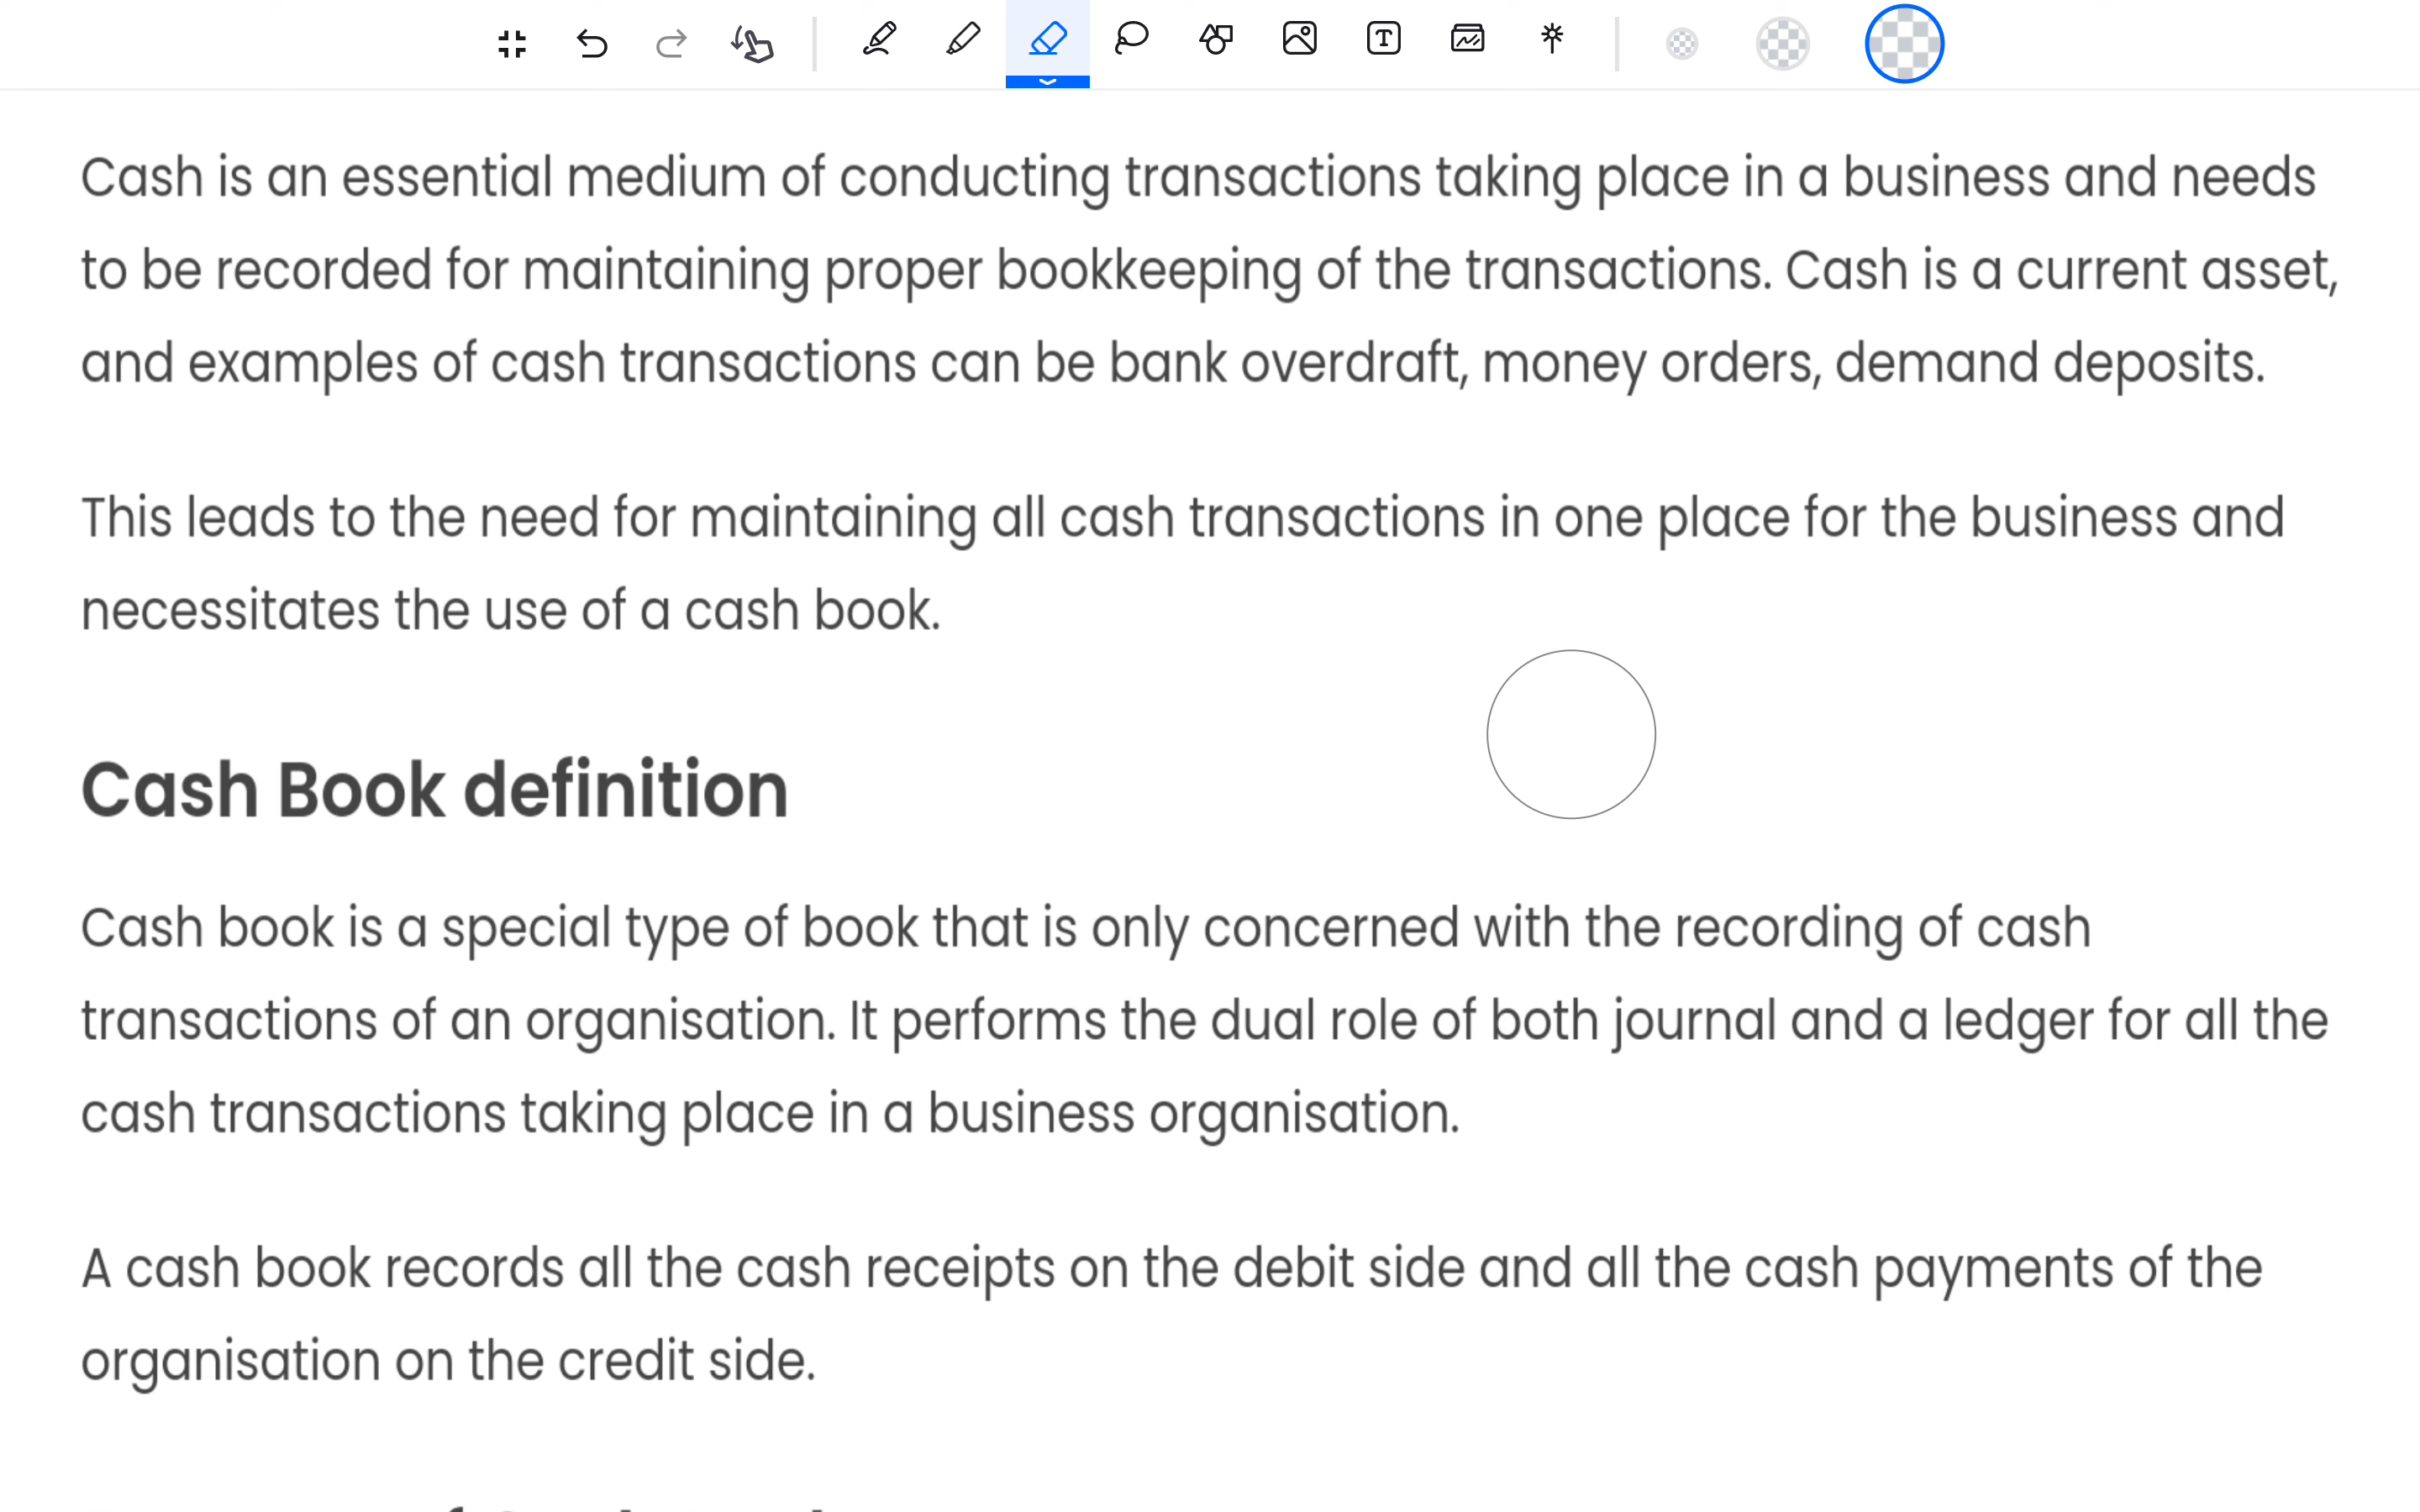 Cash is an essential medium of conducting transactions taking place in a business and needs
to be recorded for maintaining proper bookkeeping of the transactions. Cash is a current asset,
and examples of cash transactions can be bank overdraft, money orders, demand deposits.
This leads to the need for maintaining all cash transactions in one place for the business and
necessitates the use of a cash book.
Cash Book definition
Cash book is a special type of book that is only concerned with the recording of cash
transactions of an organisation. It performs the dual role of both journal and a ledger for all the
cash transactions taking place in a business organisation.
A cash book records all the cash receipts on the debit side and all the cash payments of the
organisation on the credit side.